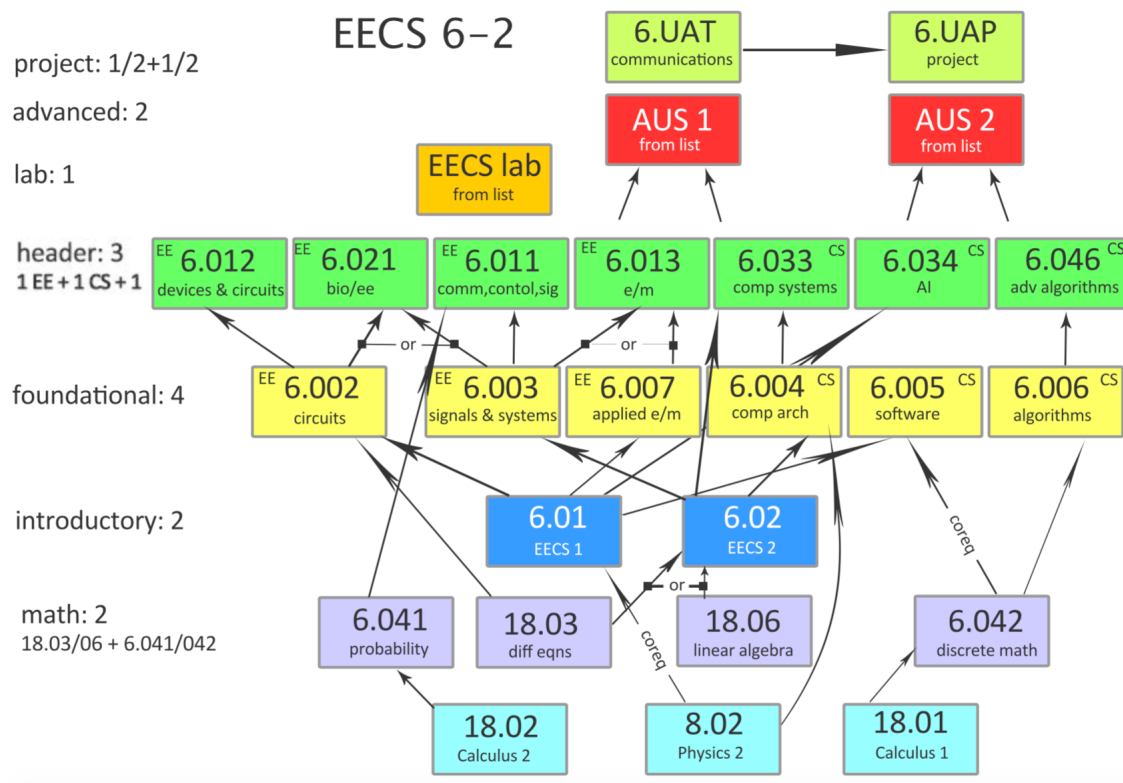 EECS 6-2
6.UAT
communications
6.UAP
project
project: 1/2+1/2
advanced: 2
AUS 1
from list
AUS 2
from list
lab: 1
EECS lab
from list
header: 3
1 EE + 1 CS + 1
EE 6.012
devices & circuits
EE 6.021
bio/ee
EE 6.011
comm,contol,sig
EE 6.013
e/m
6.033 CS
comp systems
6.034 CS
AI
6.046 CS
adv algorithms
or
or
foundational: 4
EE 6.002
circuits
EE 6.003
signals & systems
EE 6.007
applied e/m
6.004 CS
comp arch
6.005 CS
software
6.006 CS
algorithms
introductory: 2
6.01
EECS 1
6.02
EECS 2
coreq
or
math: 2
18.03/06 + 6.041/042
6.041
probability
18.03
diff eqns
coreq
18.06
linear algebra
6.042
discrete math
18.02
Calculus 2
8.02
Physics 2
18.01
Calculus 1